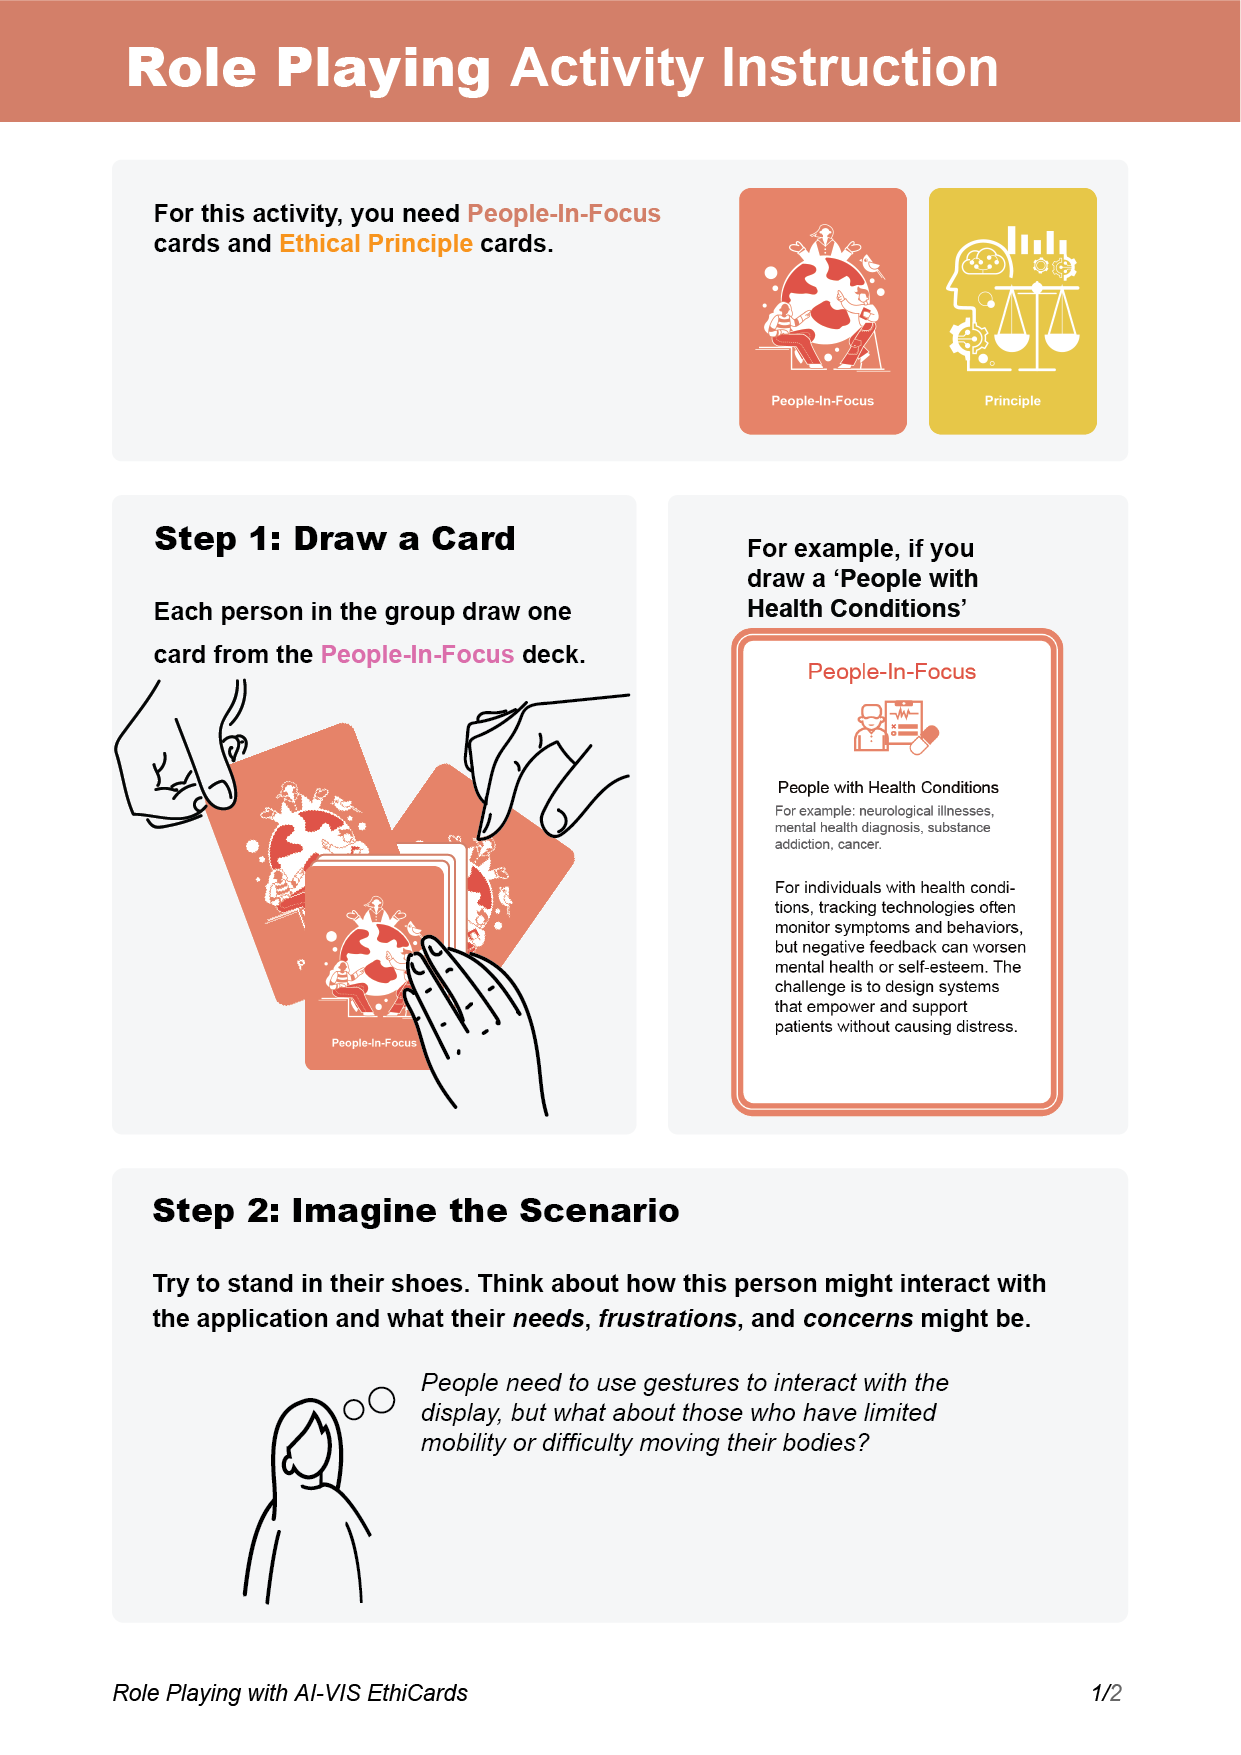 Role Playing Activity Instruction
For this activity, you need People-In-Focus
cards and Ethical Principle cards.
People-In-Focus
Principle
Step 1: Draw a Card
Each person in the group draw one
card from the People-In-Focus deck.
P
People-In-Focus
For example, if you
draw a ‘People with
Health Conditions’
People-In-Focus
People with Health Conditions
For example: neurological illnesses,
mental health diagnosis, substance
addiction, cancer.
For individuals with health condi-
tions, tracking technologies often
monitor symptoms and behaviors,
but negative feedback can worsen
mental health or self-esteem. The
challenge is to design systems
that empower and support
patients without causing distress.
Step 2: Imagine the Scenario
Try to stand in their shoes. Think about how this person might interact with
the application and what their needs, frustrations, and concerns might be.
People need to use gestures to interact with the
display, but what about those who have limited
mobility or difficulty moving their bodies?
Role Playing with AI-VIS EthiCards
1/2